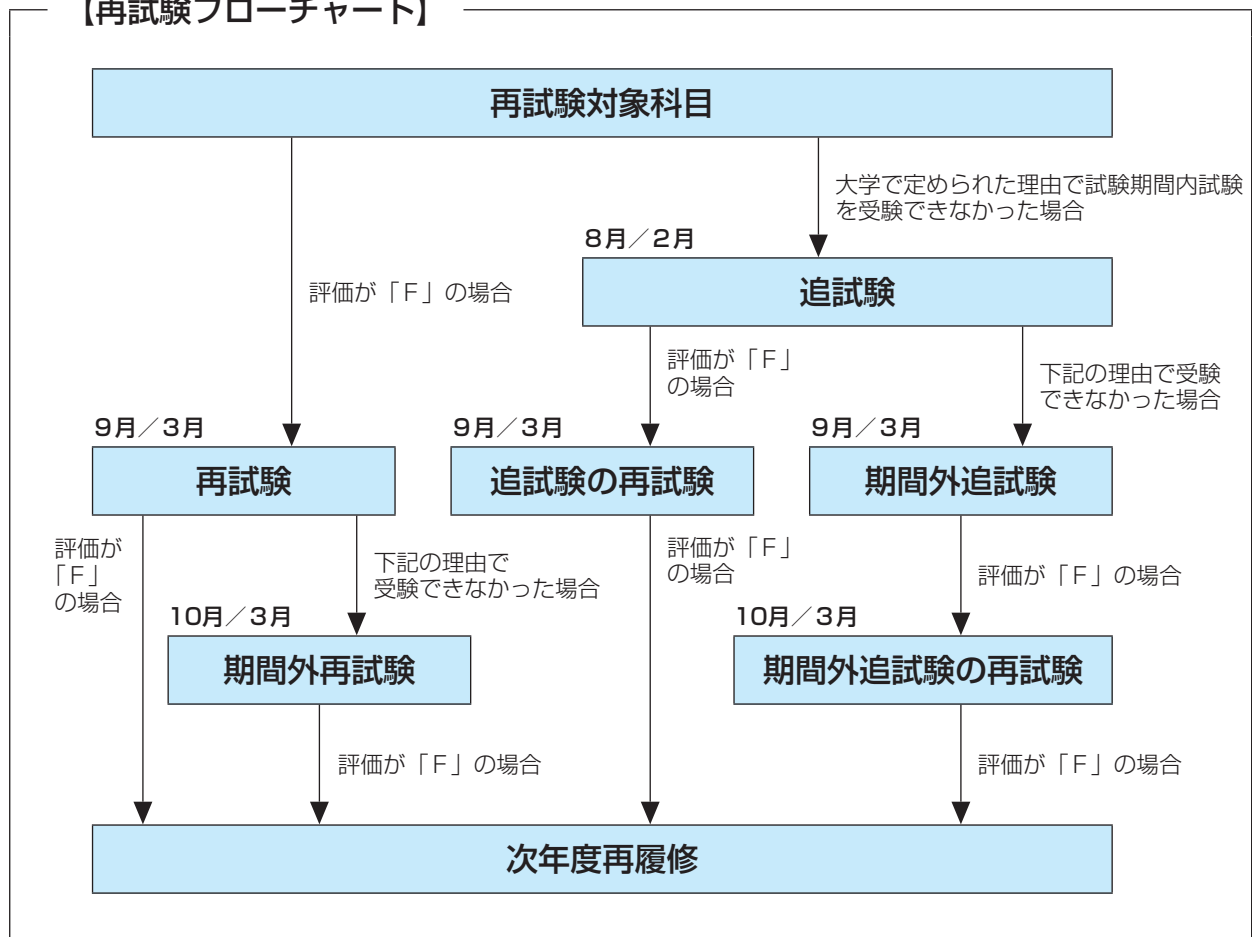 【再試験フローチャート】
再試験対象科目
大学で定められた理由で試験期間内試験
を受験できなかった場合
8月／2月
追試験
評価が「F」の場合
評価が「F」
の場合
下記の理由で受験
できなかった場合
9月／3月
再試験
9月／3月
追試験の再試験
9月／3月
期間外追試験
評価が
「F」
の場合
下記の理由で
受験できなかった場合
評価が「F」
の場合
評価が「F」の場合
10月／3月
期間外再試験
10月／3月
期間外追試験の再試験
評価が「F」の場合
評価が「F」の場合
次年度再履修